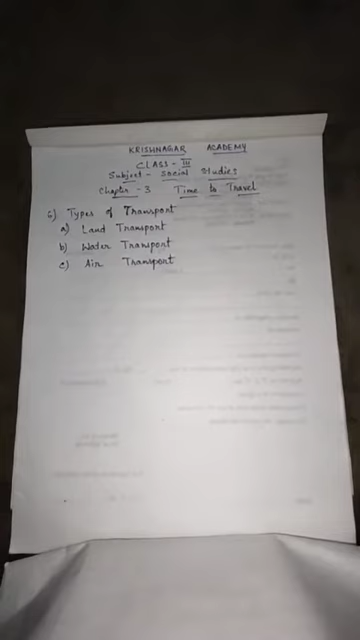 KRISHNAGAR ACADEMY
CLASS - III
Subject - Social Studies
Chapter - 3 Time to Travel
6) Types of Transport
a) Land Transport
b) Water Transport
c) Air Transport